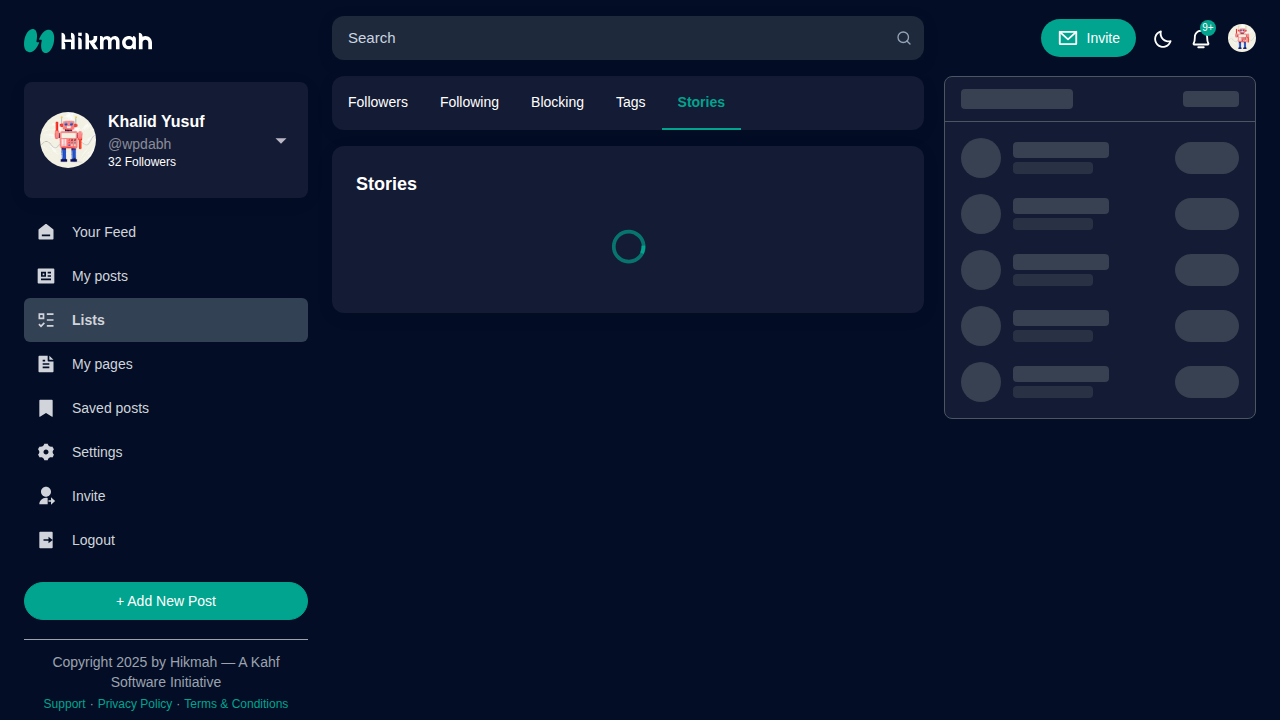 Hikmah
Search
Invite
9+
Khalid Yusuf
@wpdabh
32 Followers
Followers
Following
Blocking
Tags
Stories
Stories
Your Feed
My posts
Lists
My pages
Saved posts
Settings
Invite
Logout
+ Add New Post
Copyright 2025 by Hikmah — A Kahf
Software Initiative
Support · Privacy Policy · Terms & Conditions